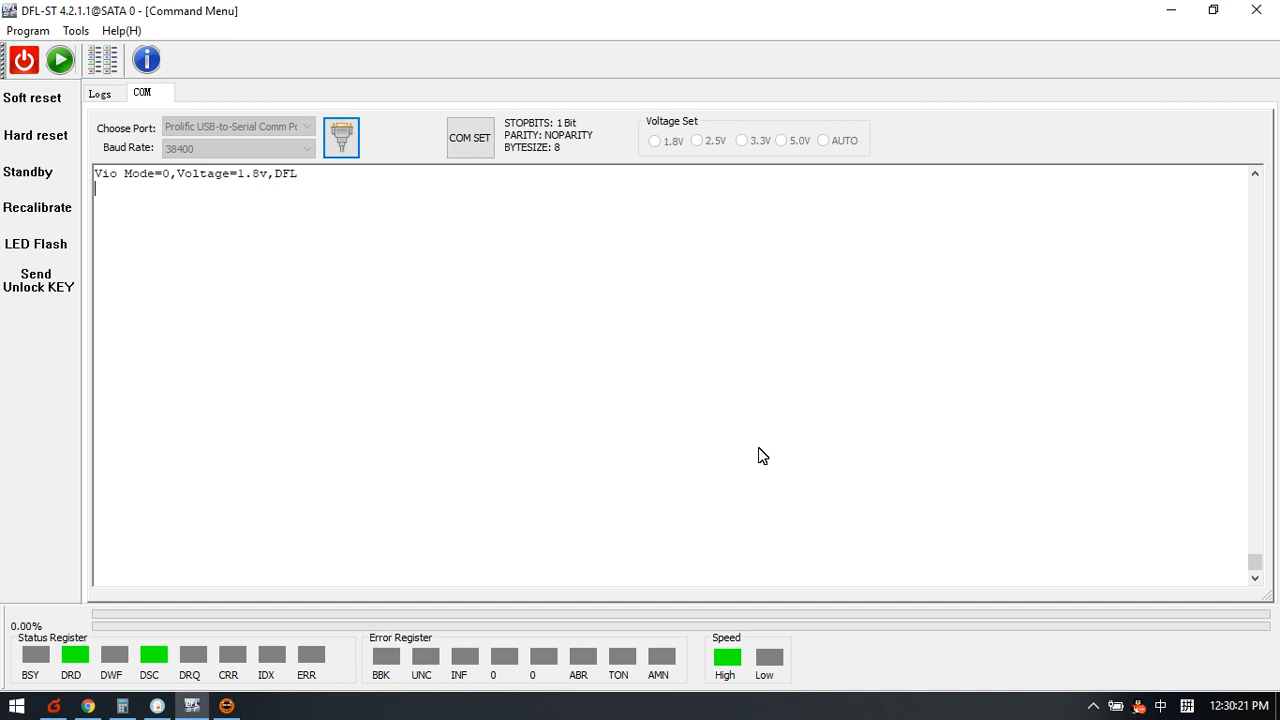 DFL-ST 4.2.1.1@SATA 0 - [Command Menu]
Program Tools Help(H)
Soft reset
Hard reset
Standby
Recalibrate
LED Flash
Send
Unlock KEY
Logs COM
Choose Port: Prolific USB-to-Serial Comm Pc
Baud Rate: 38400
COM SET
STOPBITS: 1 Bit
PARITY: NOPARITY
BYTESIZE: 8
Voltage Set
1.8V 2.5V 3.3V 5.0V AUTO
Vio Mode=0,Voltage=1.8v,DFL
0.00%
Status Register
BSY DRD DWF DSC DRQ CRR IDX ERR
Error Register
BBK UNC INF 0 0 ABR TON AMN
Speed
High Low
中 拼 12:30:21 PM